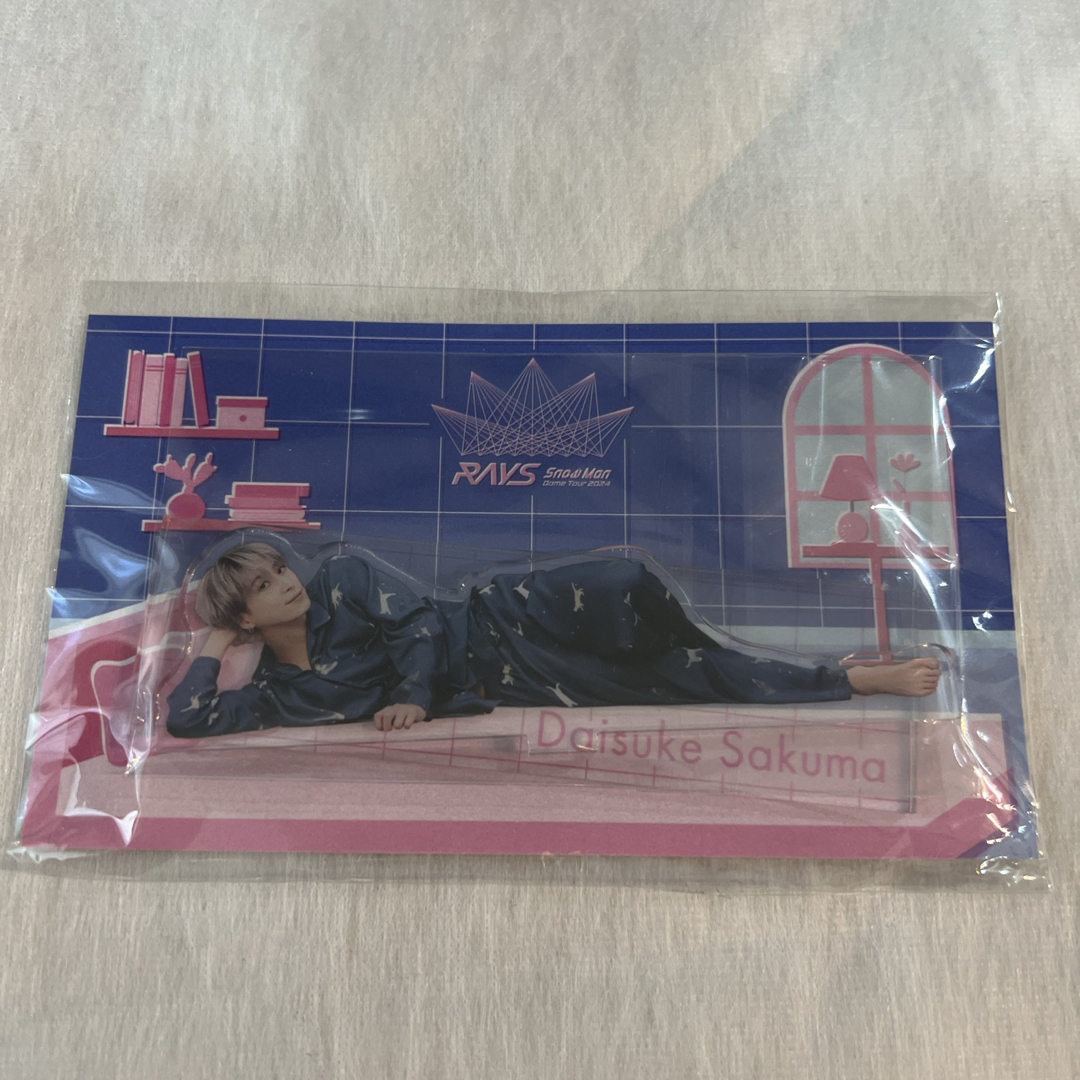 RAYS
Snow Man
Dome Tour 2024
Daisuke Sakuma